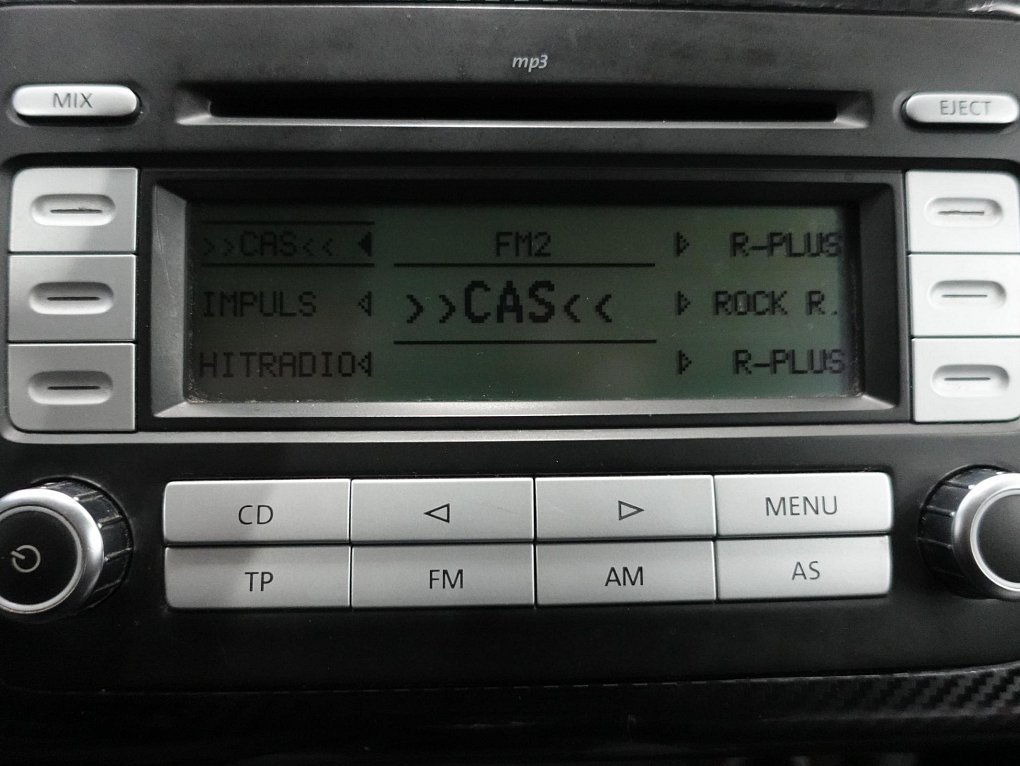 mp3
MIX
EJECT
>>CAS<< FM2 R-PLUS
IMPULS >>CAS<< ROCK R.
HITRADIO R-PLUS
CD MENU
TP FM AM AS